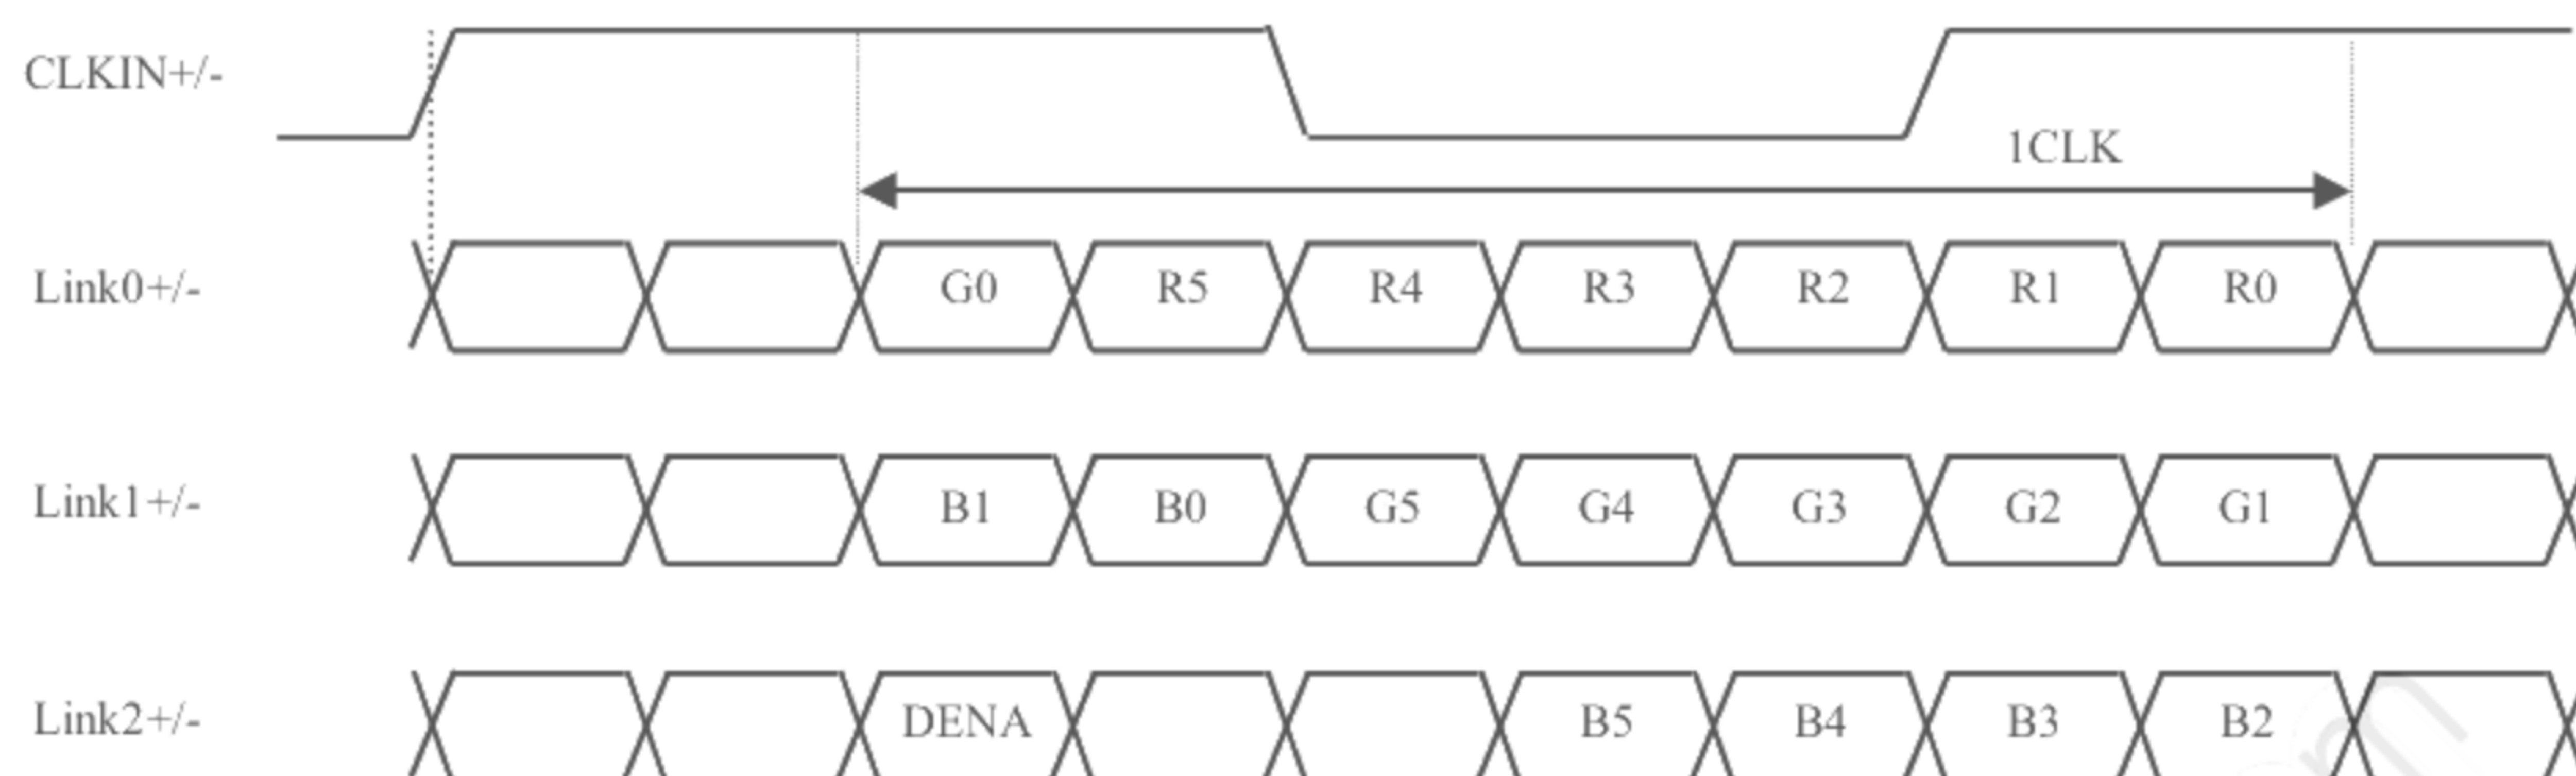 CLKIN+/-
1CLK
Link0+/- G0 R5 R4 R3 R2 R1 R0
Link1+/- B1 B0 G5 G4 G3 G2 G1
Link2+/- DENA B5 B4 B3 B2